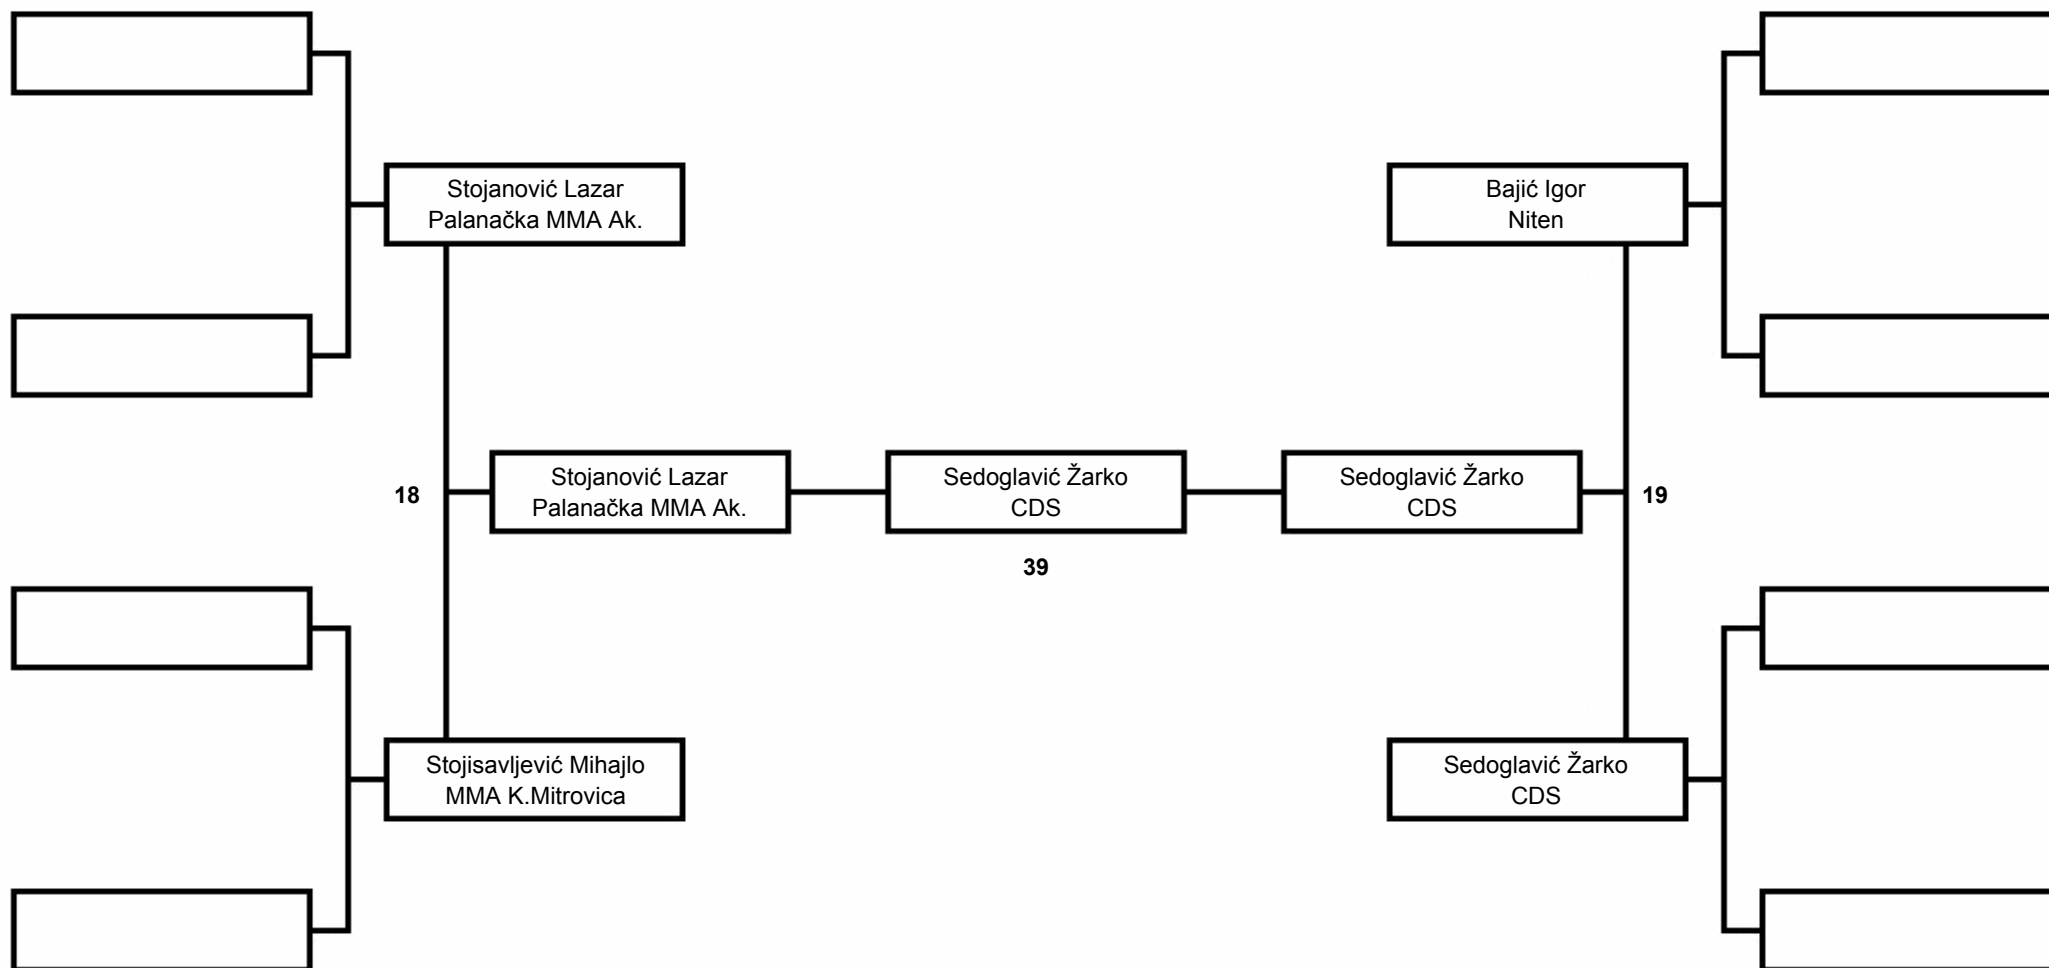 Stojanović Lazar
Palanačka MMA Ak.
Bajić Igor
Niten
18
Stojanović Lazar
Palanačka MMA Ak.
Sedoglavić Žarko
CDS
39
Sedoglavić Žarko
CDS
19
Stojisavljević Mihajlo
MMA K.Mitrovica
Sedoglavić Žarko
CDS